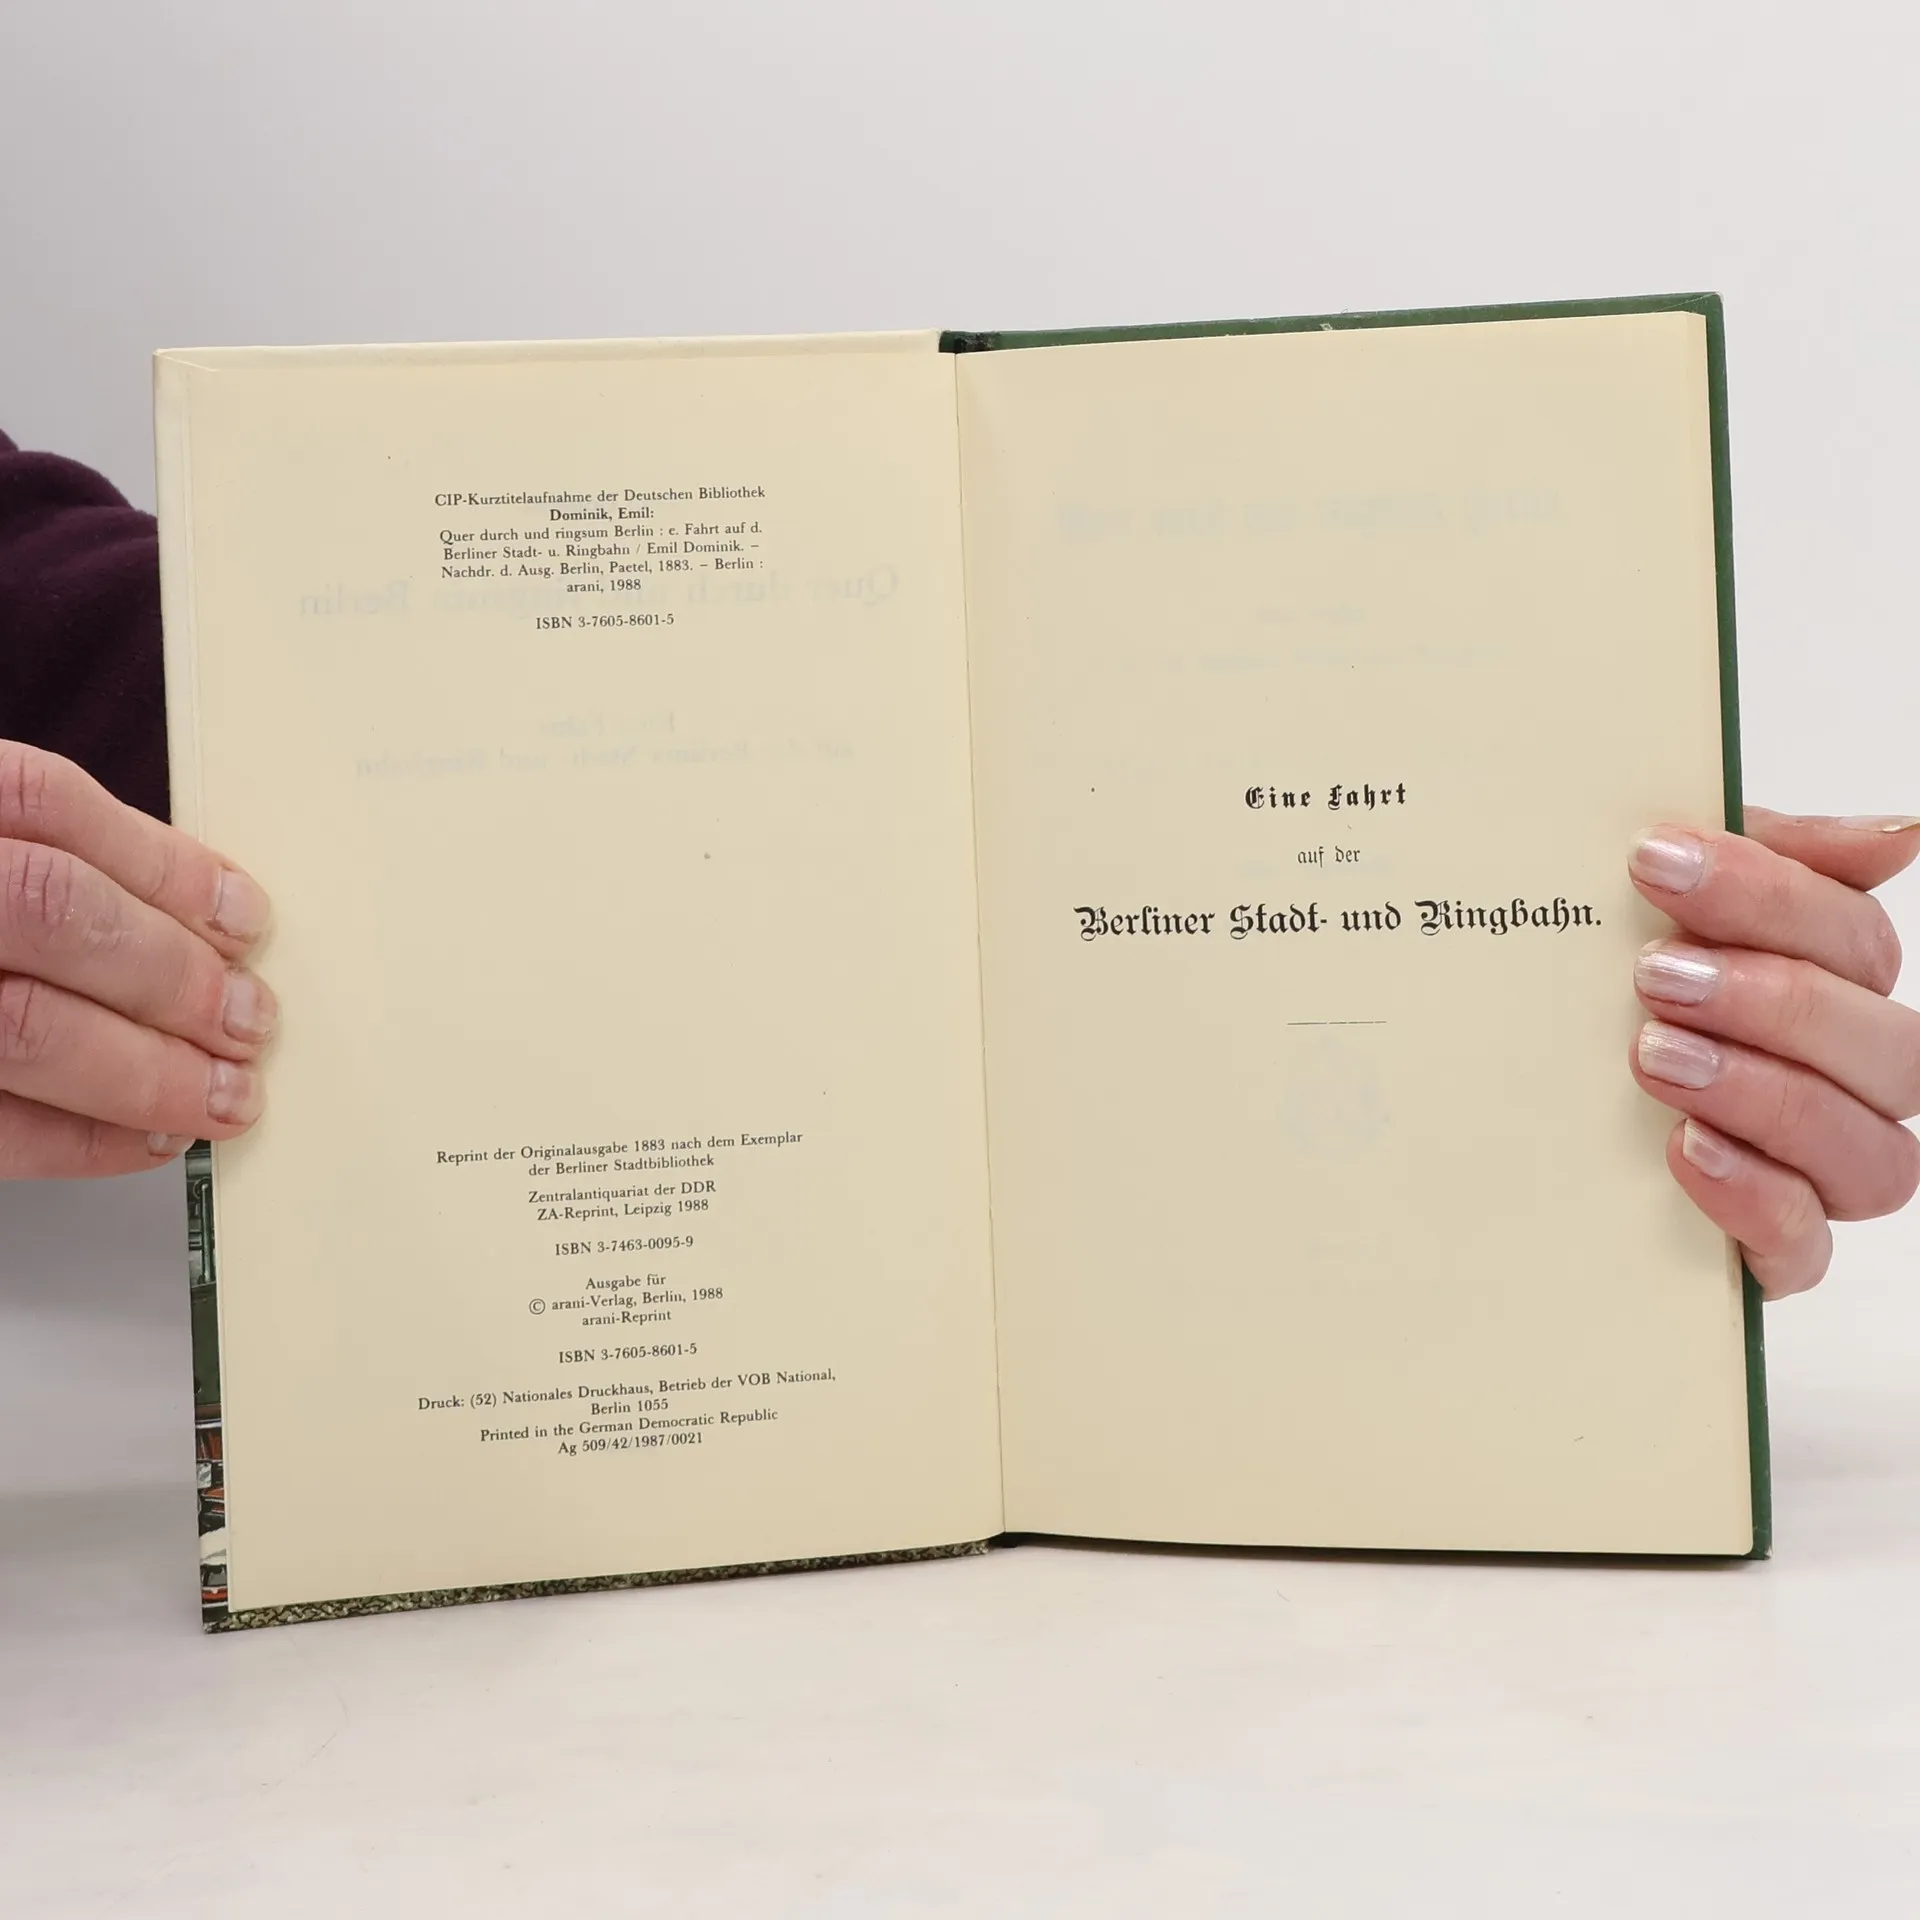 CIP-Kurztitelaufnahme der Deutschen Bibliothek
Dominik, Emil:
Quer durch und ringsum Berlin : e. Fahrt auf d.
Berliner Stadt- u. Ringbahn / Emil Dominik. –
Nachdr. d. Ausg. Berlin, Paetel, 1883. – Berlin :
arani, 1988
ISBN 3-7605-8601-5
Reprint der Originalausgabe 1883 nach dem Exemplar
der Berliner Stadtbibliothek
Zentralantiquariat der DDR
ZA-Reprint, Leipzig 1988
ISBN 3-7463-0095-9
Ausgabe für
© arani-Verlag, Berlin, 1988
arani-Reprint
ISBN 3-7605-8601-5
Druck: (52) Nationales Druckhaus, Betrieb der VOB National,
Berlin 1055
Printed in the German Democratic Republic
Ag 509/42/1987/0021
Eine Fahrt
auf der
Berliner Stadt- und Ringbahn.